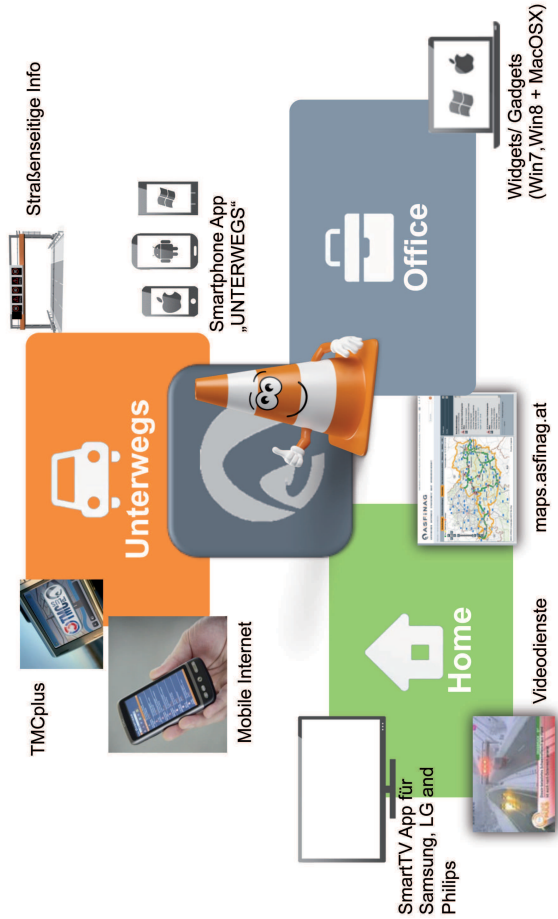 TMCplus
Straßenseitige Info
Unterwegs
Mobile Internet
Smartphone App
„UNTERWEGS“
SmartTV App für
Samsung, LG and
Philips
Home
Office
Videodienste
ASFINAG
maps.asfinag.at
Widgets/ Gadgets
(Win7,Win8 + MacOSX)